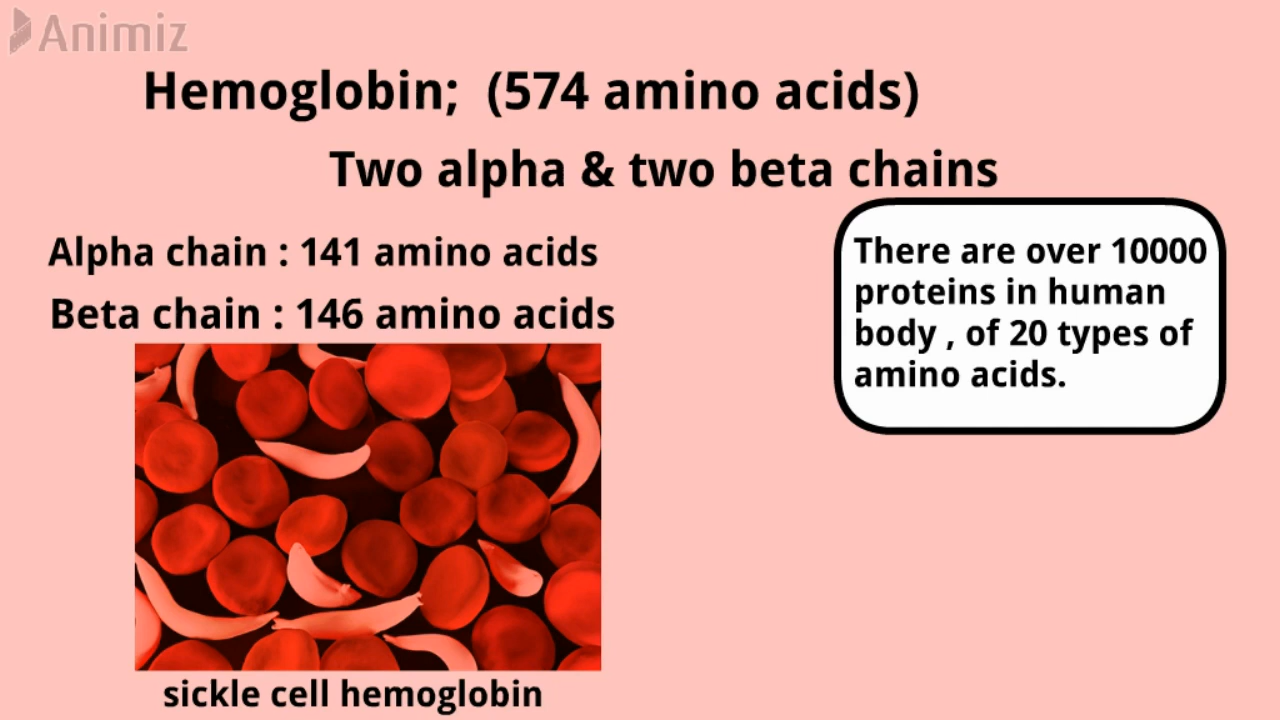 Animiz
Hemoglobin; (574 amino acids)
Two alpha & two beta chains
Alpha chain : 141 amino acids
Beta chain : 146 amino acids
There are over 10000
proteins in human
body , of 20 types of
amino acids.
sickle cell hemoglobin